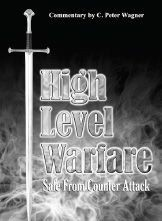 Commentary by C. Peter Wagner
High
Level
Warfare
Safe From Counter Attack